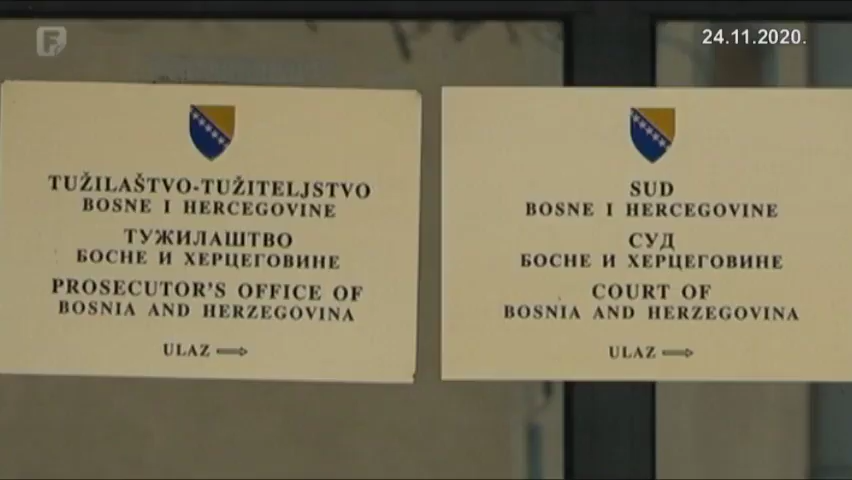 24.11.2020.
TUŽILAŠTVO-TUŽITELJSTVO
BOSNE I HERCEGOVINE
ТУЖИЛАШТВО
БОСНЕ И ХЕРЦЕГОВИНЕ
PROSECUTOR'S OFFICE OF
BOSNIA AND HERZEGOVINA
ULAZ
SUD
BOSNE I HERCEGOVINE
СУД
БОСНЕ И ХЕРЦЕГОВИНЕ
COURT OF
BOSNIA AND HERZEGOVINA
ULAZ